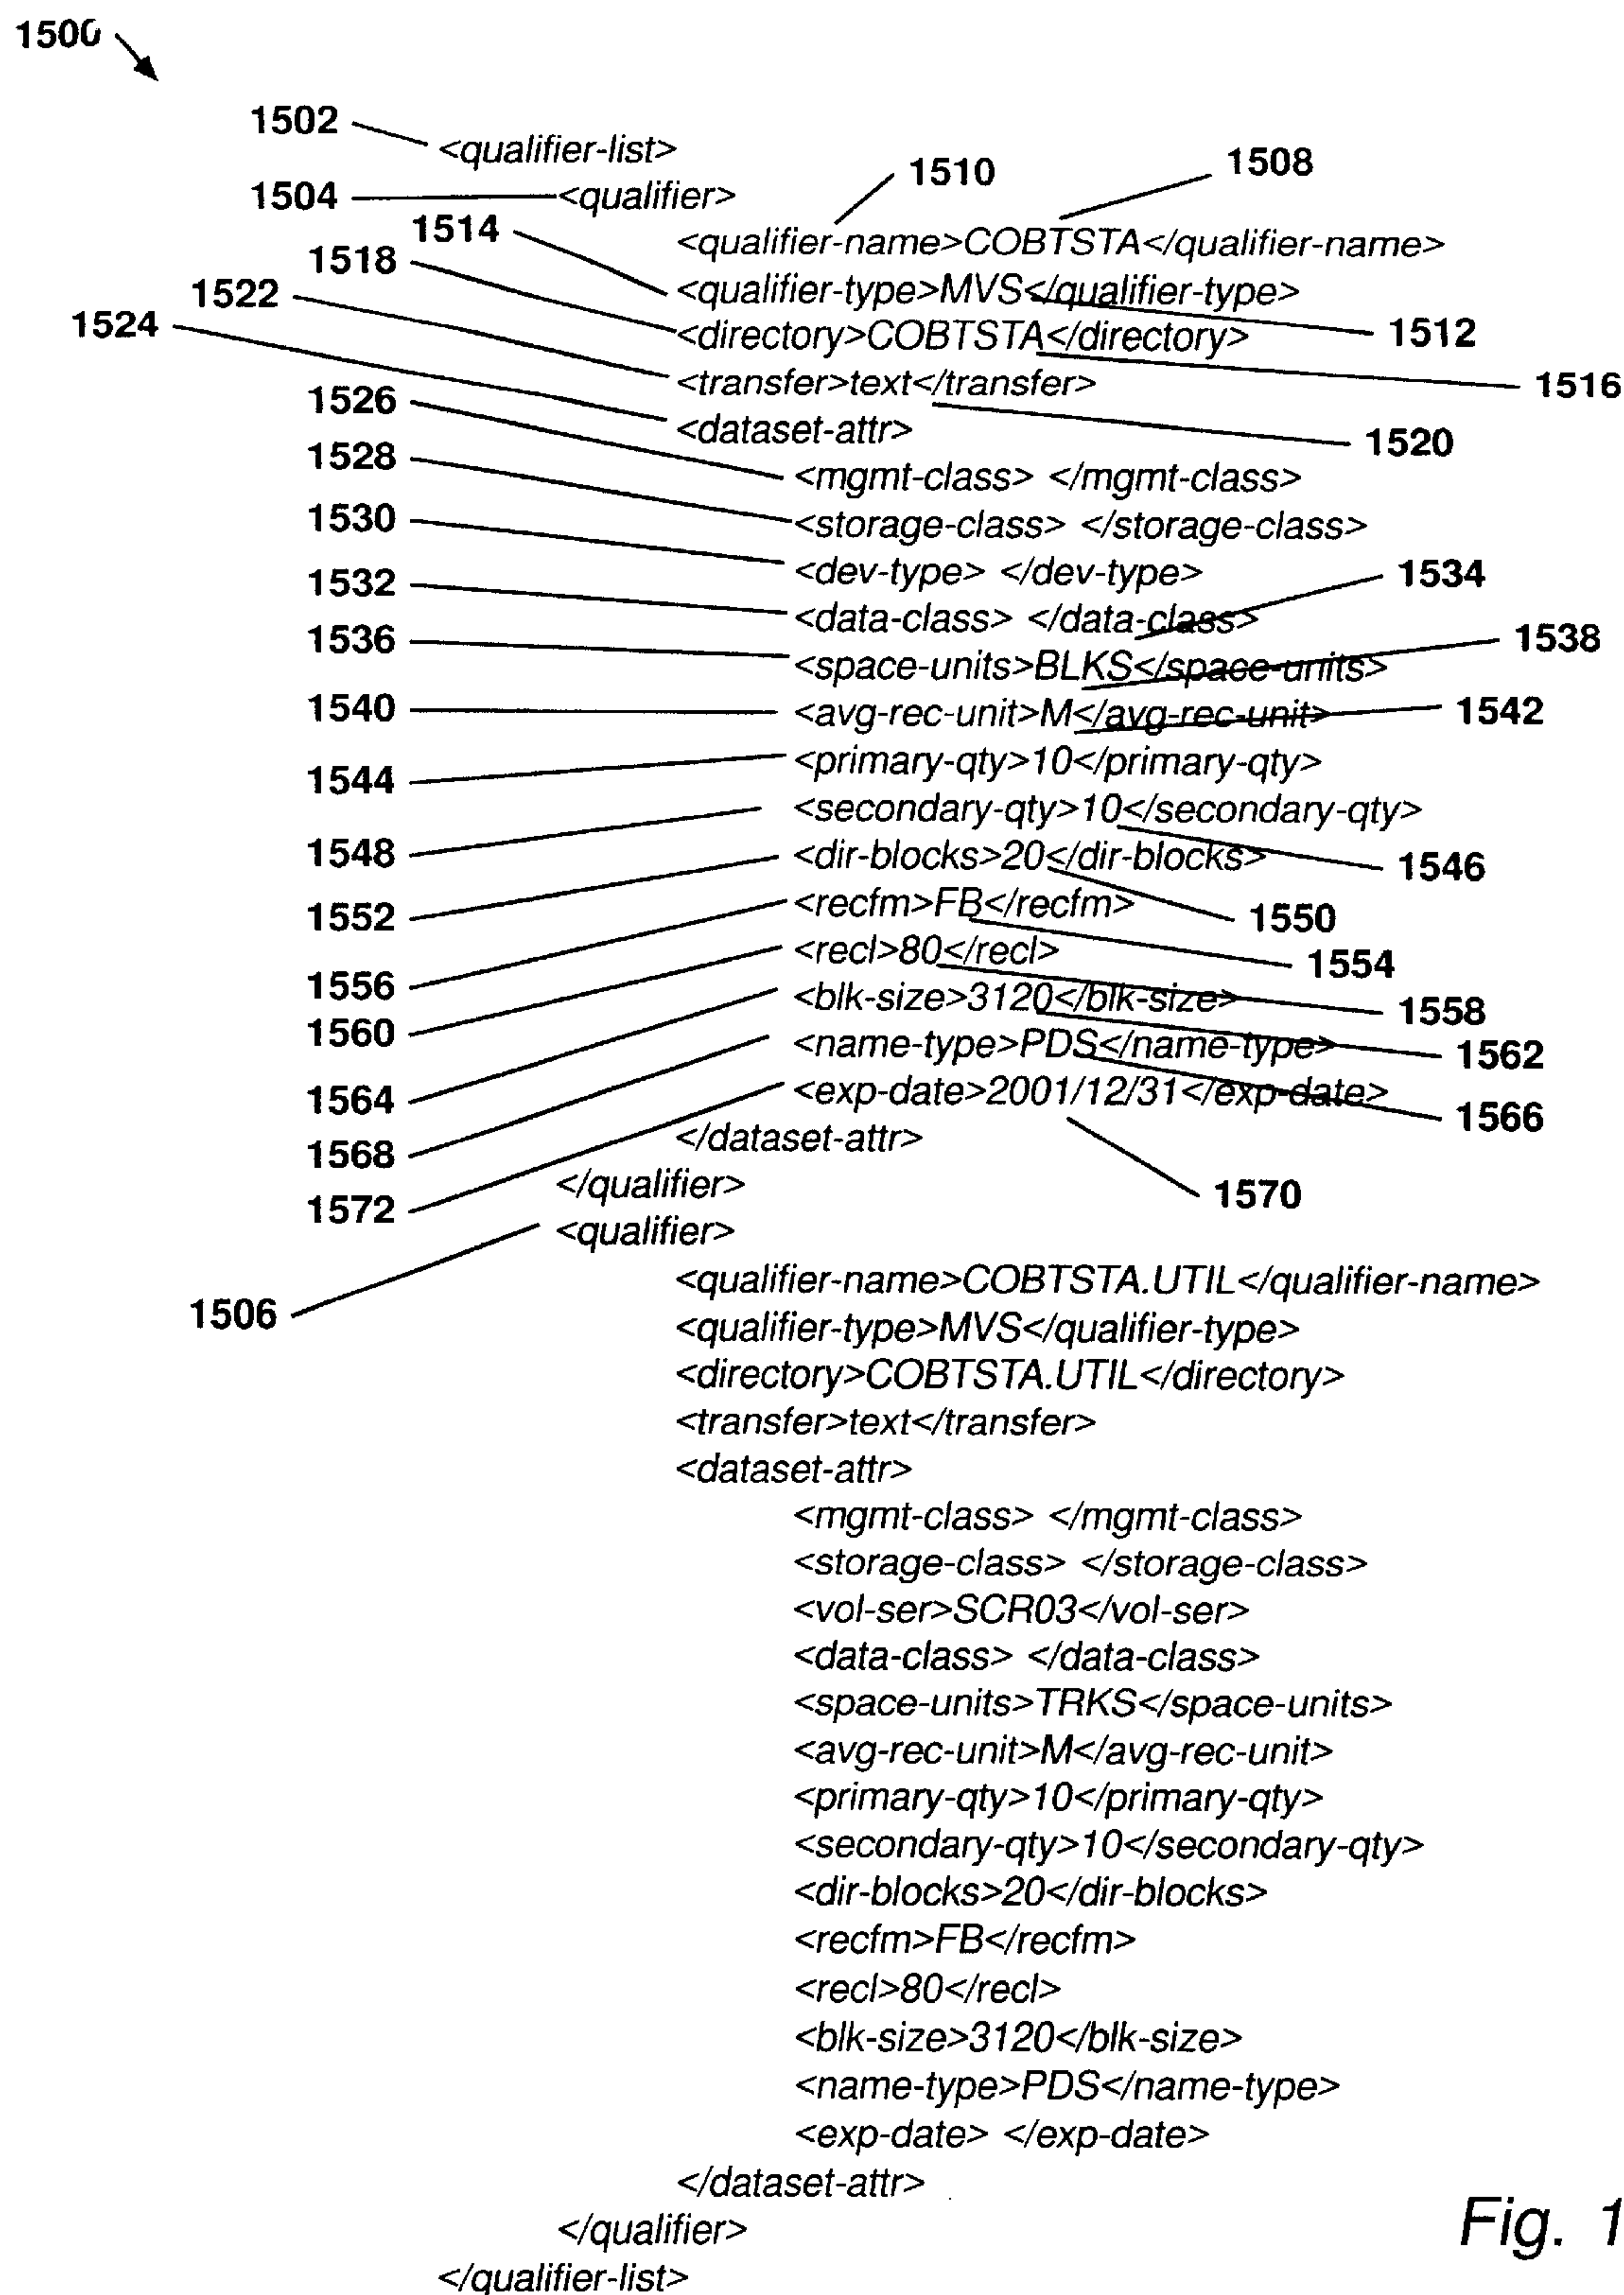 1500
1502
<qualifier-list>
1510 1508
1504 <qualifier>
1514
<qualifier-name>COBTSTA</qualifier-name>
1518
<qualifier-type>MVS</qualifier-type>
1522
1524 <directory>COBTSTA</directory> 1512
<transfer>text</transfer> 1516
1526
<dataset-attr> 1520
1528
<mgmt-class> </mgmt-class>
1530 <storage-class> </storage-class>
<dev-type> </dev-type> 1534
1532
<data-class> </data-class>
1536 1538
<space-units>BLKS</space-units>
1540 <avg-rec-unit>M</avg-rec-unit> 1542
<primary-qty>10</primary-qty>
1544
<secondary-qty>10</secondary-qty>
1548 <dir-blocks>20</dir-blocks> 1546
<recfm>FB</recfm> 1550
1552
<recl>80</recl> 1554
1556
<blk-size>3120</blk-size> 1558
1560
<name-type>PDS</name-type> 1562
1564 <exp-date>2001/12/31</exp-date> 1566
</dataset-attr>
1568
</qualifier> 1570
1572
<qualifier>
<qualifier-name>COBTSTA.UTIL</qualifier-name>
1506
<qualifier-type>MVS</qualifier-type>
<directory>COBTSTA.UTIL</directory>
<transfer>text</transfer>
<dataset-attr>
<mgmt-class> </mgmt-class>
<storage-class> </storage-class>
<vol-ser>SCR03</vol-ser>
<data-class> </data-class>
<space-units>TRKS</space-units>
<avg-rec-unit>M</avg-rec-unit>
<primary-qty>10</primary-qty>
<secondary-qty>10</secondary-qty>
<dir-blocks>20</dir-blocks>
<recfm>FB</recfm>
<recl>80</recl>
<blk-size>3120</blk-size>
<name-type>PDS</name-type>
<exp-date> </exp-date>
</dataset-attr>
</qualifier>
Fig. 1
</qualifier-list>